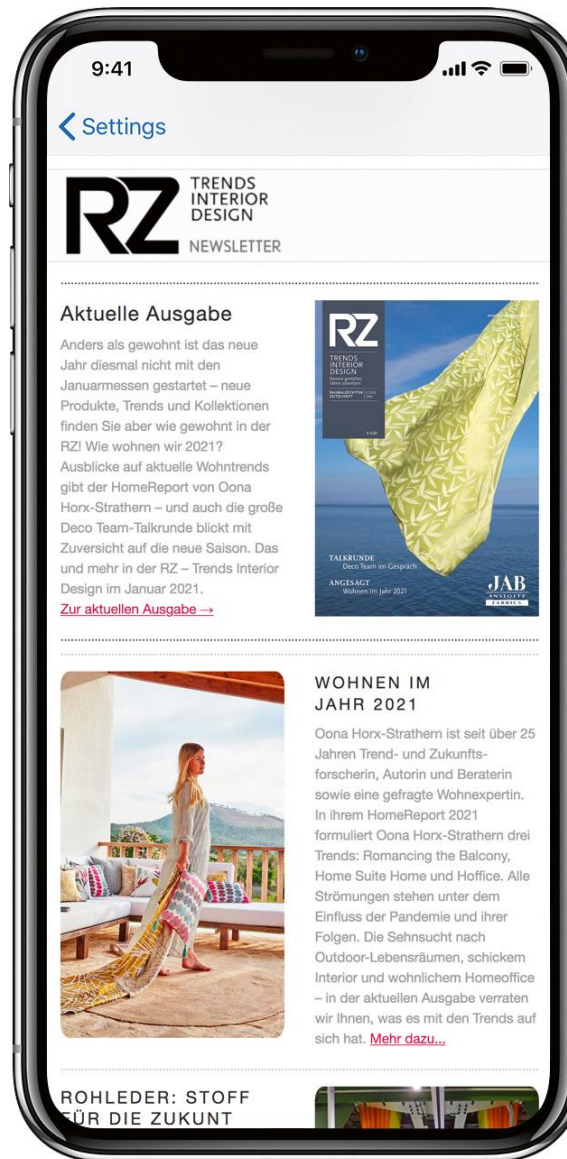 9:41
Settings
RZ
TRENDS
INTERIOR
DESIGN
NEWSLETTER
Aktuelle Ausgabe
Anders als gewohnt ist das neue
Jahr diesmal nicht mit den
Januarmessen gestartet – neue
Produkte, Trends und Kollektionen
finden Sie aber wie gewohnt in der
RZ! Wie wohnen wir 2021?
Ausblicke auf aktuelle Wohntrends
gibt der HomeReport von Oona
Horx-Strathern – und auch die große
Deco Team-Talkrunde blickt mit
Zuversicht auf die neue Saison. Das
und mehr in der RZ – Trends Interior
Design im Januar 2021.
Zur aktuellen Ausgabe →
RZ
TRENDS
INTERIOR
DESIGN
TALKRUNDE
Deco Team im Gespräch
ANGESAGT
Wohnen im Jahr 2021
JAB
ANSTOETZ
FABRICS
WOHNEN IM
JAHR 2021
Oona Horx-Strathern ist seit über 25
Jahren Trend- und Zukunfts-
forscherin, Autorin und Beraterin
sowie eine gefragte Wohnexpertin.
In ihrem HomeReport 2021
formuliert Oona Horx-Strathern drei
Trends: Romancing the Balcony,
Home Suite Home und Hoffice. Alle
Strömungen stehen unter dem
Einfluss der Pandemie und ihrer
Folgen. Die Sehnsucht nach
Outdoor-Lebensräumen, schickem
Interior und wohnlichem Homeoffice
– in der aktuellen Ausgabe verraten
wir Ihnen, was es mit den Trends auf
sich hat. Mehr dazu...
ROHLEDER: STOFF
FÜR DIE ZUKUNT